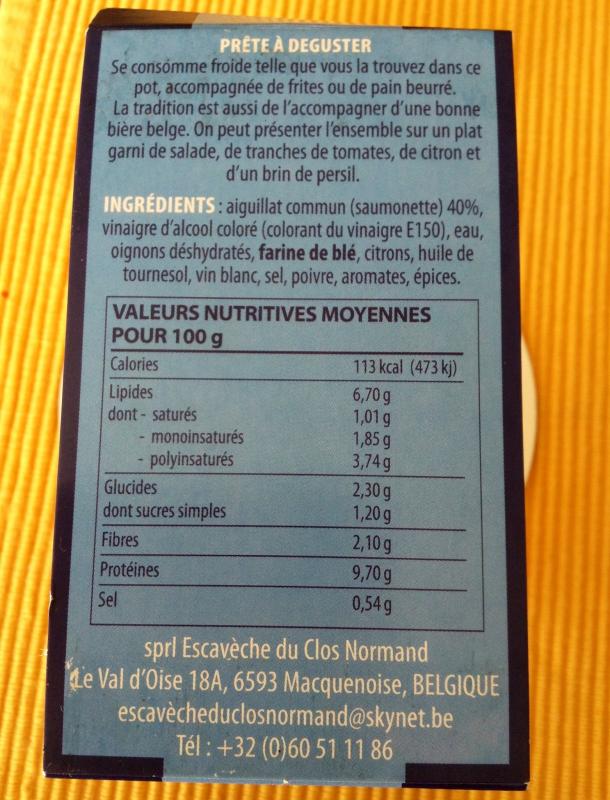 PRÊTE À DEGUSTER
Se consomme froide telle que vous la trouvez dans ce
pot, accompagnée de frites ou de pain beurré.
La tradition est aussi de l'accompagner d'une bonne
bière belge. On peut présenter l'ensemble sur un plat
garni de salade, de tranches de tomates, de citron et
d'un brin de persil.
INGRÉDIENTS : aiguillat commun (saumonette) 40%,
vinaigre d'alcool coloré (colorant du vinaigre E150), eau,
oignons déshydratés, farine de blé, citrons, huile de
tournesol, vin blanc, sel, poivre, aromates, épices.
VALEURS NUTRITIVES MOYENNES
POUR 100 g
Calories 113 kcal (473 kj)
Lipides 6,70 g
dont - saturés 1,01 g
- monoinsaturés 1,85 g
- polyinsaturés 3,74 g
Glucides 2,30 g
dont sucres simples 1,20 g
Fibres 2,10 g
Protéines 9,70 g
Sel 0,54 g
sprl Escavèche du Clos Normand
Le Val d'Oise 18A, 6593 Macquenoise, BELGIQUE
escavècheduclosnormand@skynet.be
Tél : +32 (0)60 51 11 86